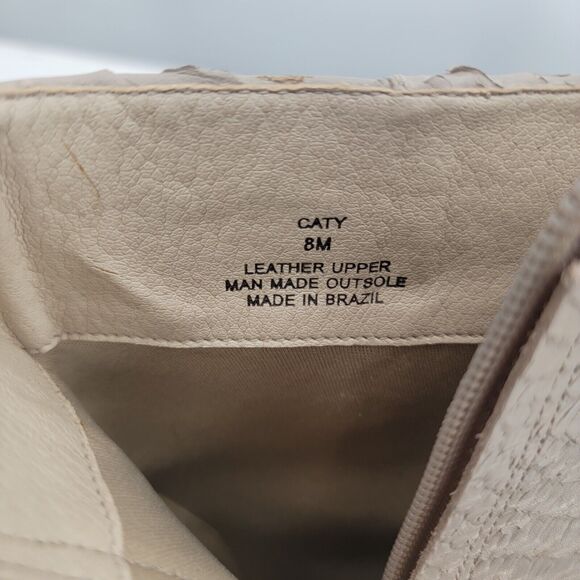 CATY
8M
LEATHER UPPER
MAN MADE OUTSOLE
MADE IN BRAZIL